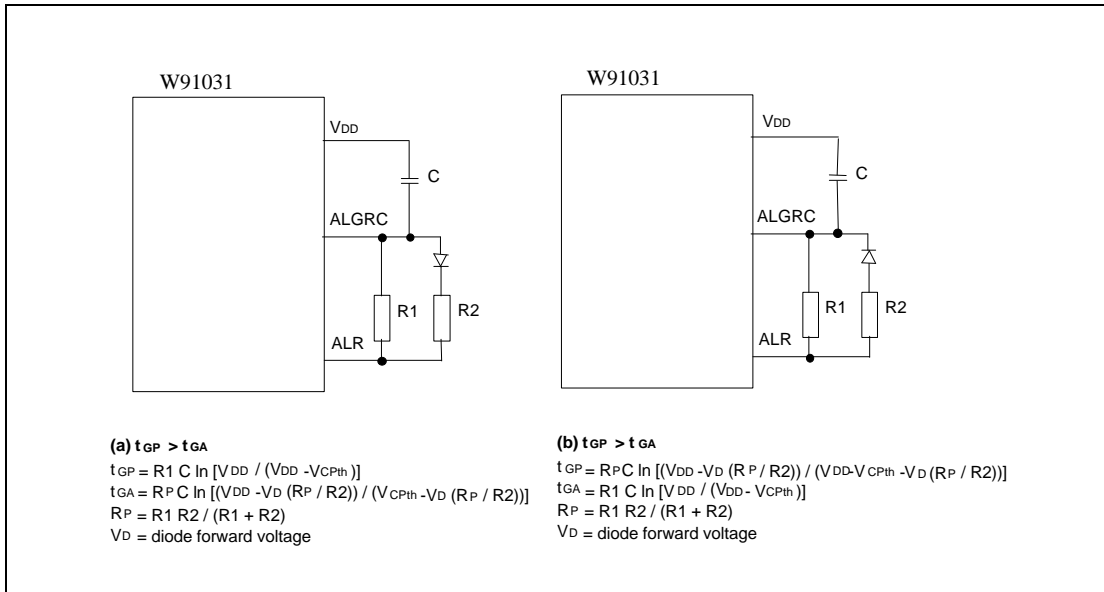 W91031
VDD
C
ALGRC
R1
R2
ALR
(a) tGP > tGA
tGP = R1 C ln [VDD / (VDD -VCPth )]
tGA = RP C ln [(VDD -VD (RP / R2)) / (VCPth -VD (RP / R2))]
RP = R1 R2 / (R1 + R2)
VD = diode forward voltage
W91031
VDD
C
ALGRC
R1
R2
ALR
(b) tGP > tGA
tGP = RPC ln [(VDD -VD (RP / R2)) / (VDD-VCPth -VD (RP / R2))]
tGA = R1 C ln [VDD / (VDD- VCPth )]
RP = R1 R2 / (R1 + R2)
VD = diode forward voltage